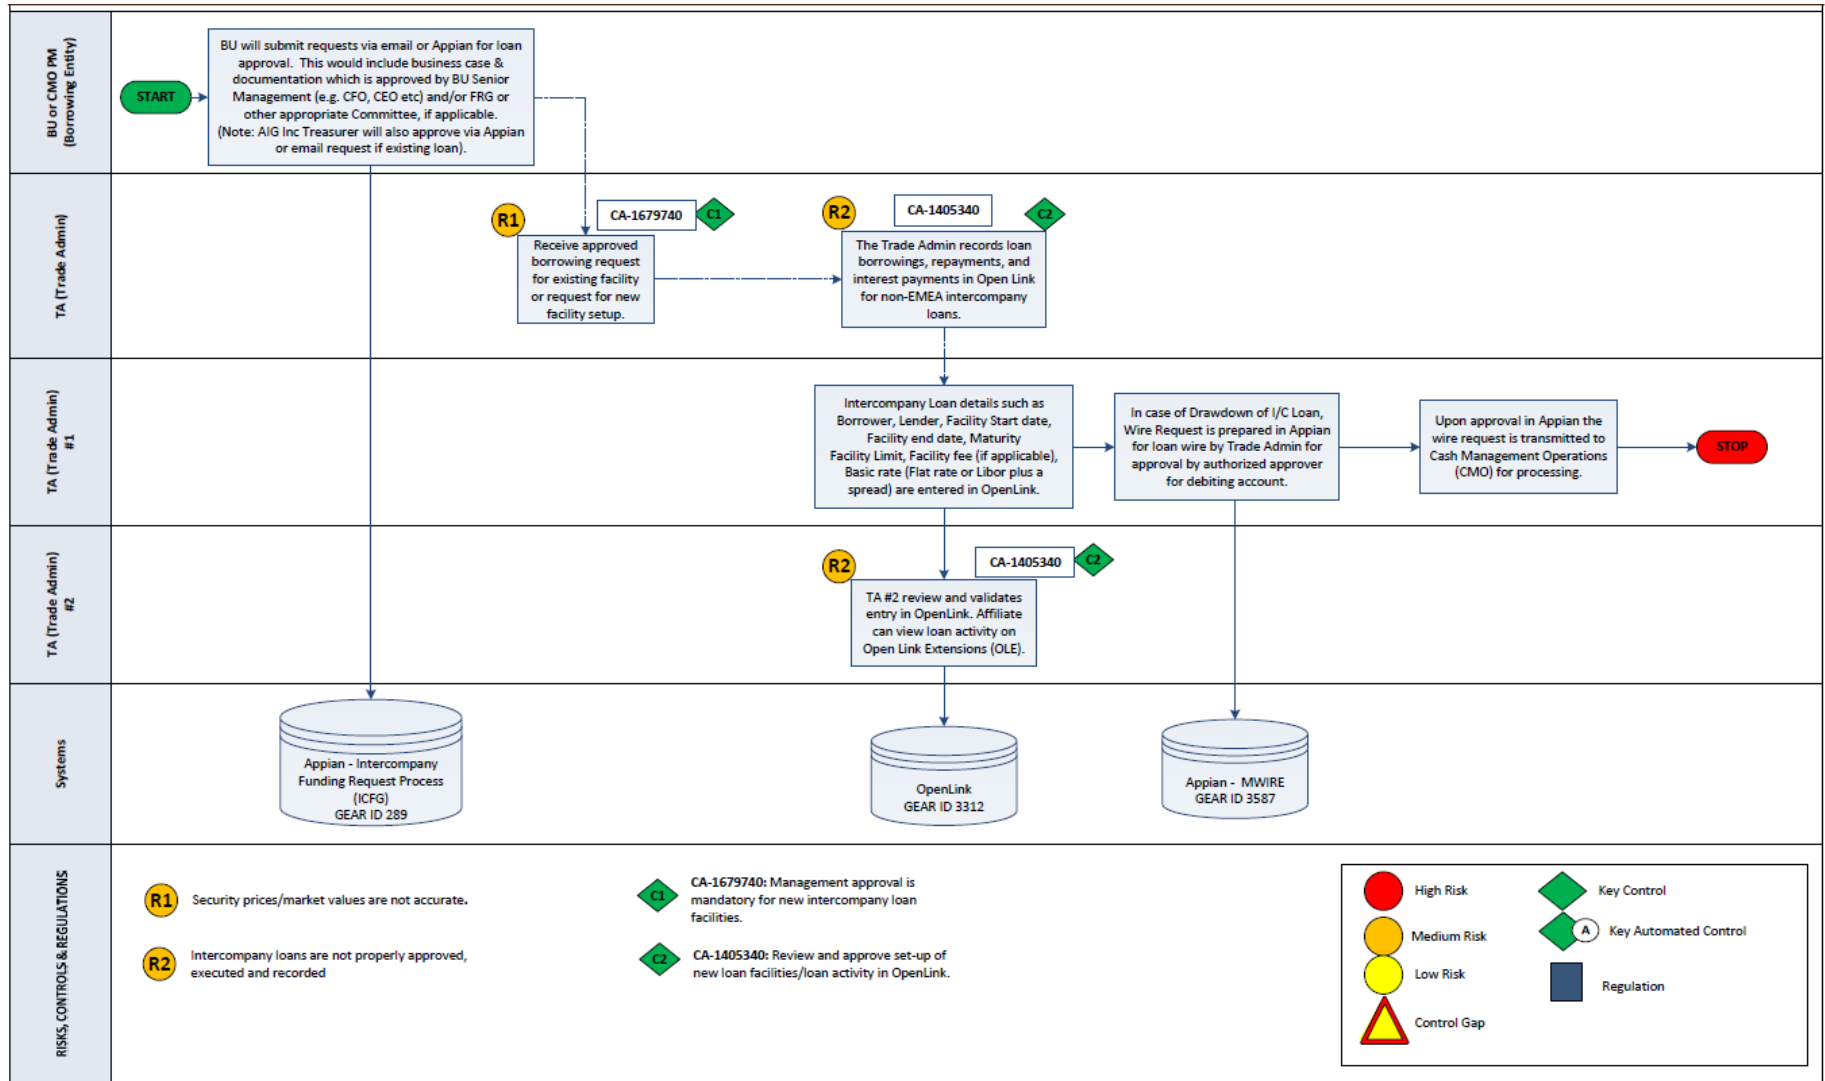 BU or CMO PM
(Borrowing Entity)
START
BU will submit requests via email or Appian for loan
approval. This would include business case &
documentation which is approved by BU Senior
Management (e.g. CFO, CEO etc) and/or FRG or
other appropriate Committee, if applicable.
(Note: AIG Inc Treasurer will also approve via Appian
or email request if existing loan).
TA (Trade Admin)
R1
CA-1679740
C1
Receive approved
borrowing request
for existing facility
or request for new
facility setup.
R2
CA-1405340
C2
The Trade Admin records loan
borrowings, repayments, and
interest payments in Open Link
for non-EMEA intercompany
loans.
TA (Trade Admin)
#1
Intercompany Loan details such as
Borrower, Lender, Facility Start date,
Facility end date, Maturity
Facility Limit, Facility fee (if applicable),
Basic rate (Flat rate or Libor plus a
spread) are entered in OpenLink.
In case of Drawdown of I/C Loan,
Wire Request is prepared in Appian
for loan wire by Trade Admin for
approval by authorized approver
for debiting account.
Upon approval in Appian the
wire request is transmitted to
Cash Management Operations
(CMO) for processing.
STOP
TA (Trade Admin)
#2
R2
CA-1405340
C2
TA #2 review and validates
entry in OpenLink. Affiliate
can view loan activity on
Open Link Extensions (OLE).
Systems
Appian - Intercompany
Funding Request Process
(ICFG)
GEAR ID 289
OpenLink
GEAR ID 3312
Appian - MWIRE
GEAR ID 3587
RISKS, CONTROLS & REGULATIONS
R1
Security prices/market values are not accurate.
R2
Intercompany loans are not properly approved,
executed and recorded
C1
CA-1679740: Management approval is
mandatory for new intercompany loan
facilities.
C2
CA-1405340: Review and approve set-up of
new loan facilities/loan activity in OpenLink.
High Risk
Medium Risk
Low Risk
Control Gap
Key Control
A
Key Automated Control
Regulation